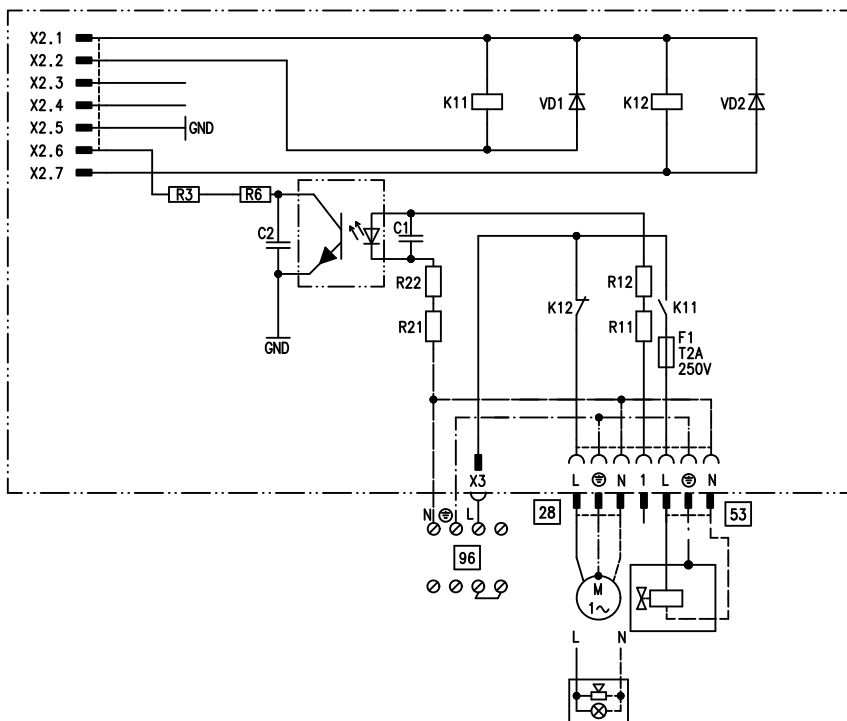 X2.1
X2.2
X2.3
X2.4
X2.5
X2.6
X2.7
GND
K11
VD1
K12
VD2
R3
R6
C2
C1
GND
R22
R21
K12
R12
R11
K11
F1
T2A
250V
X3
L
N
1
L
N
N
L
28
53
96
M
1~
L
N